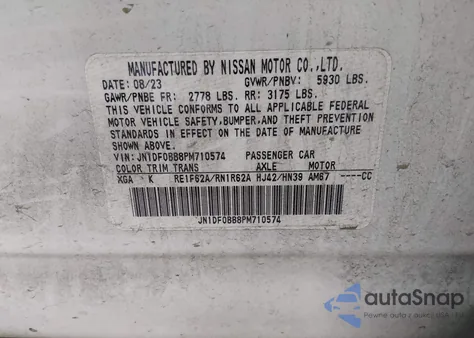 MANUFACTURED BY NISSAN MOTOR CO.,LTD.
DATE: 08/23 GVWR/PNBV: 5930 LBS.
GAWR/PNBE FR: 2778 LBS. RR: 3175 LBS.
THIS VEHICLE CONFORMS TO ALL APPLICABLE FEDERAL
MOTOR VEHICLE SAFETY,BUMPER,AND THEFT PREVENTION
STANDARDS IN EFFECT ON THE DATE OF MANUFACTURE
SHOWN ABOVE.
VIN: JN1DF0BB8PM710574 PASSENGER CAR
COLOR TRIM TRANS AXLE MOTOR
XGA K RE1F62A/RN1R62A HJ42/HN39 AM67 ----CC
JN1DF0BB8PM710574
autoSnap
Pewne auta z USA